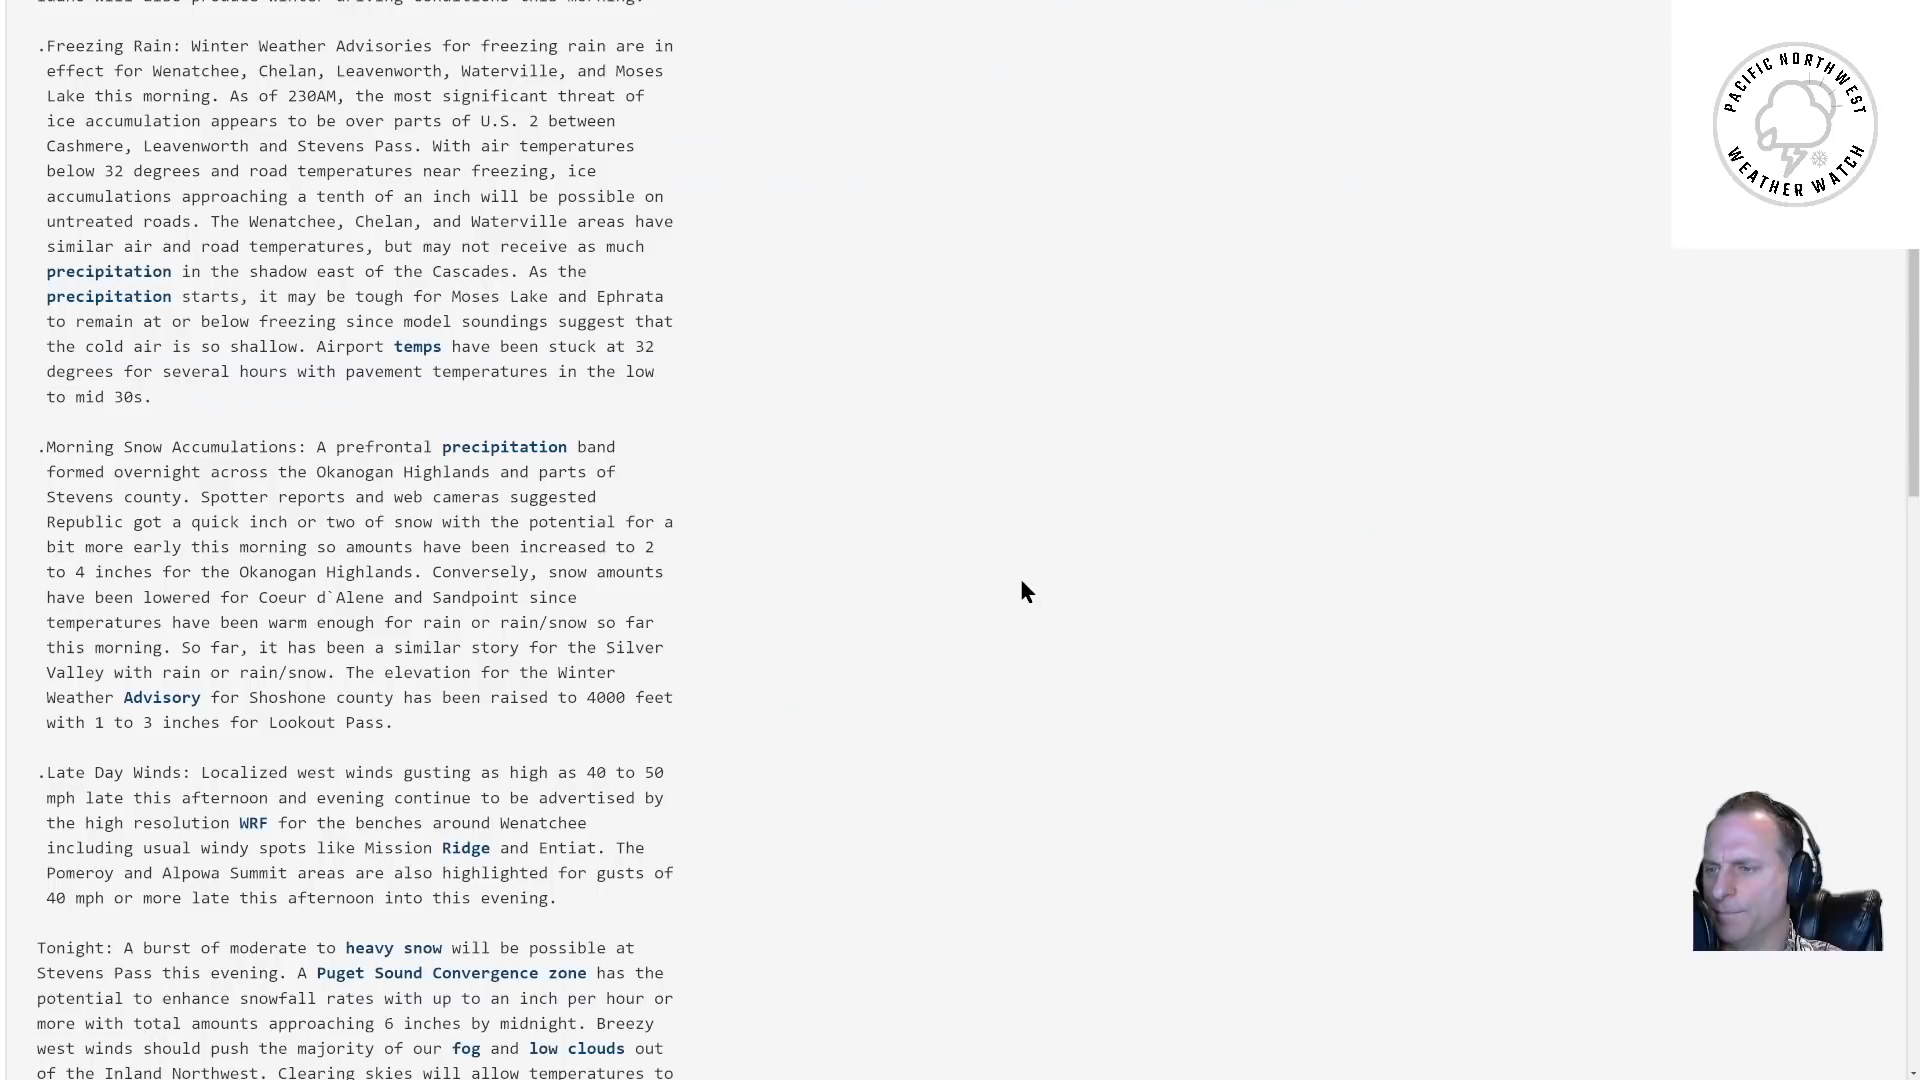 .Freezing Rain: Winter Weather Advisories for freezing rain are in
effect for Wenatchee, Chelan, Leavenworth, Waterville, and Moses
Lake this morning. As of 230AM, the most significant threat of
ice accumulation appears to be over parts of U.S. 2 between
Cashmere, Leavenworth and Stevens Pass. With air temperatures
below 32 degrees and road temperatures near freezing, ice
accumulations approaching a tenth of an inch will be possible on
untreated roads. The Wenatchee, Chelan, and Waterville areas have
similar air and road temperatures, but may not receive as much
precipitation in the shadow east of the Cascades. As the
precipitation starts, it may be tough for Moses Lake and Ephrata
to remain at or below freezing since model soundings suggest that
the cold air is so shallow. Airport temps have been stuck at 32
degrees for several hours with pavement temperatures in the low
to mid 30s.
.Morning Snow Accumulations: A prefrontal precipitation band
formed overnight across the Okanogan Highlands and parts of
Stevens county. Spotter reports and web cameras suggested
Republic got a quick inch or two of snow with the potential for a
bit more early this morning so amounts have been increased to 2
to 4 inches for the Okanogan Highlands. Conversely, snow amounts
have been lowered for Coeur d`Alene and Sandpoint since
temperatures have been warm enough for rain or rain/snow so far
this morning. So far, it has been a similar story for the Silver
Valley with rain or rain/snow. The elevation for the Winter
Weather Advisory for Shoshone county has been raised to 4000 feet
with 1 to 3 inches for Lookout Pass.
.Late Day Winds: Localized west winds gusting as high as 40 to 50
mph late this afternoon and evening continue to be advertised by
the high resolution WRF for the benches around Wenatchee
including usual windy spots like Mission Ridge and Entiat. The
Pomeroy and Alpowa Summit areas are also highlighted for gusts of
40 mph or more late this afternoon into this evening.
Tonight: A burst of moderate to heavy snow will be possible at
Stevens Pass this evening. A Puget Sound Convergence zone has the
potential to enhance snowfall rates with up to an inch per hour or
more with total amounts approaching 6 inches by midnight. Breezy
west winds should push the majority of our fog and low clouds out
of the Inland Northwest. Clearing skies will allow temperatures to
PACIFIC NORTHWEST
WEATHER WATCH